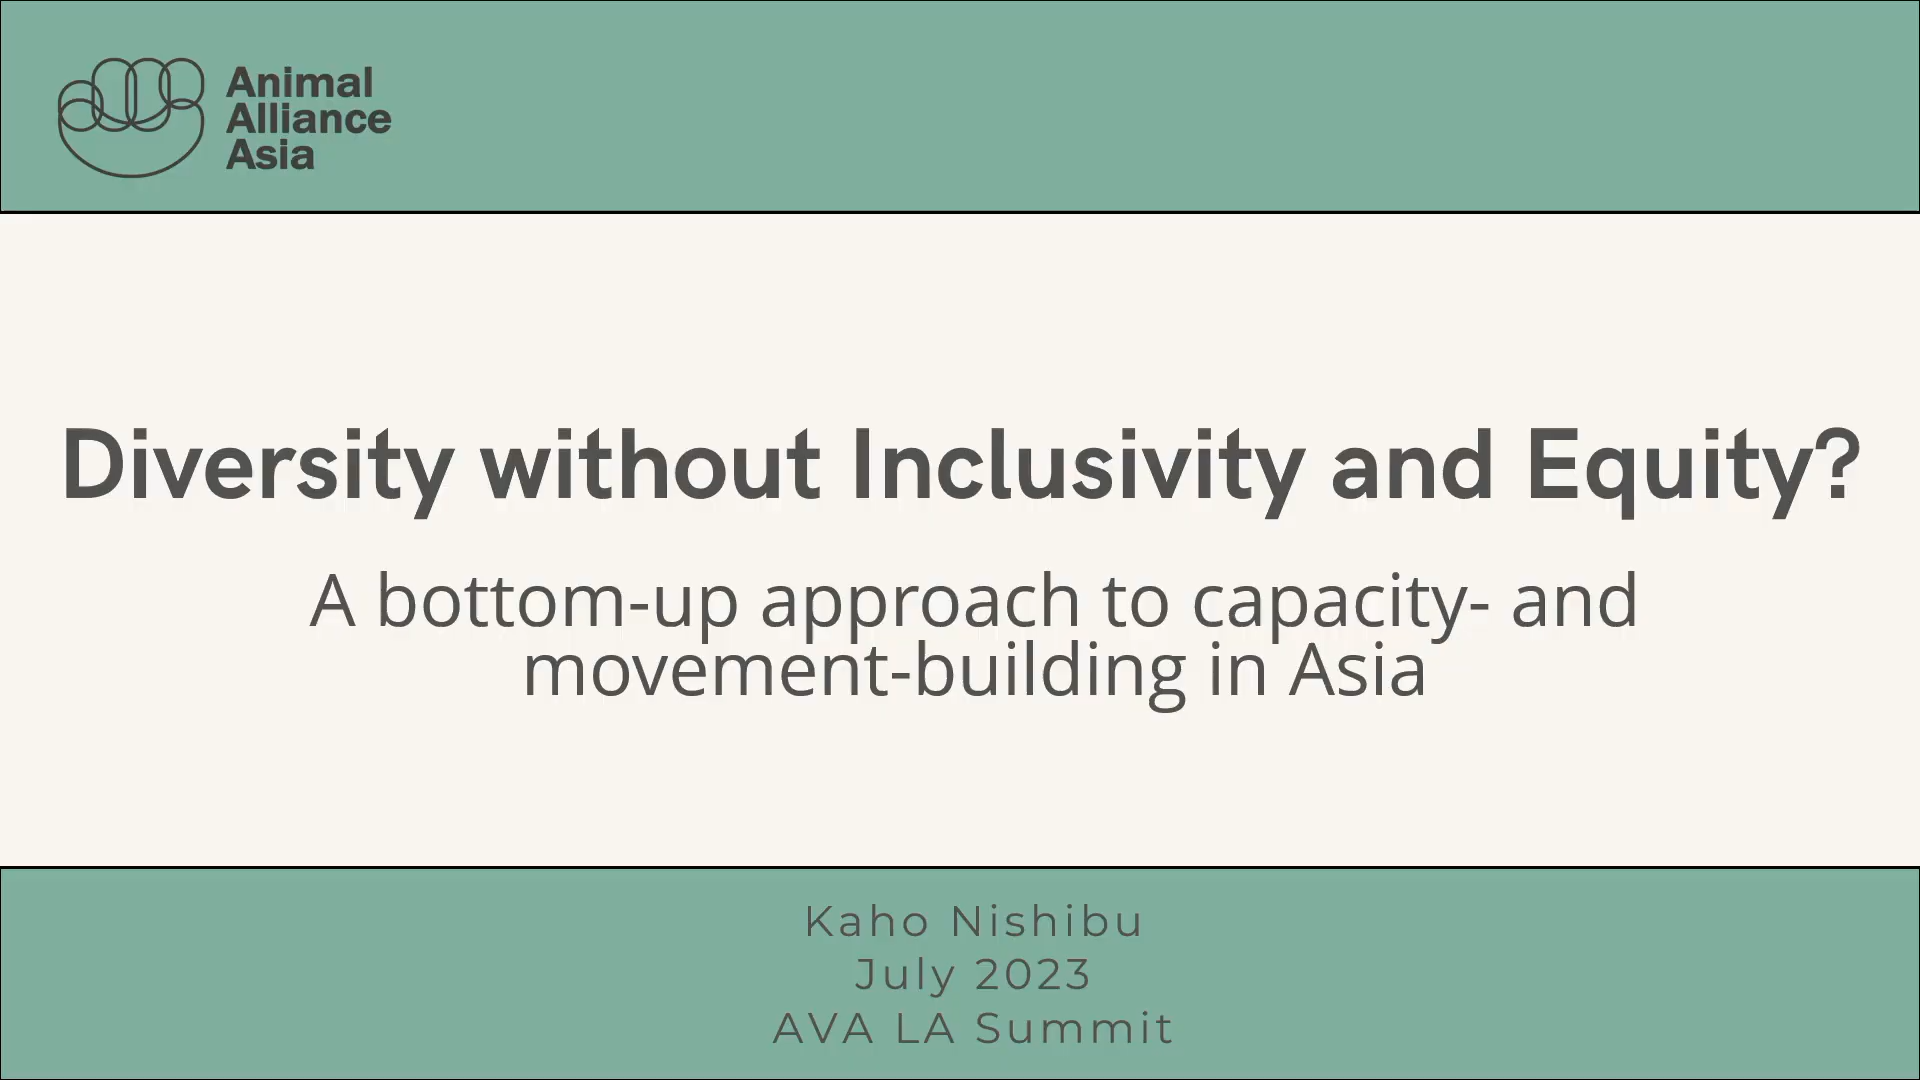 Animal
Alliance
Asia
Diversity without Inclusivity and Equity?
A bottom-up approach to capacity- and
movement-building in Asia
Kaho Nishibu
July 2023
AVA LA Summit